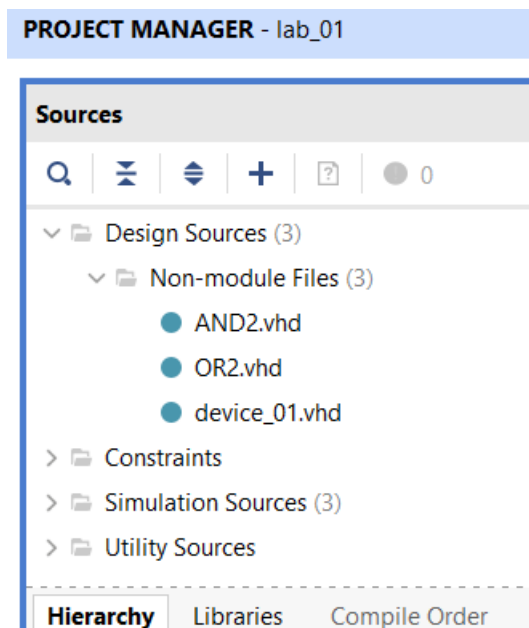 PROJECT MANAGER - lab_01
Sources
0
Design Sources (3)
Non-module Files (3)
AND2.vhd
OR2.vhd
device_01.vhd
Constraints
Simulation Sources (3)
Utility Sources
Hierarchy Libraries Compile Order